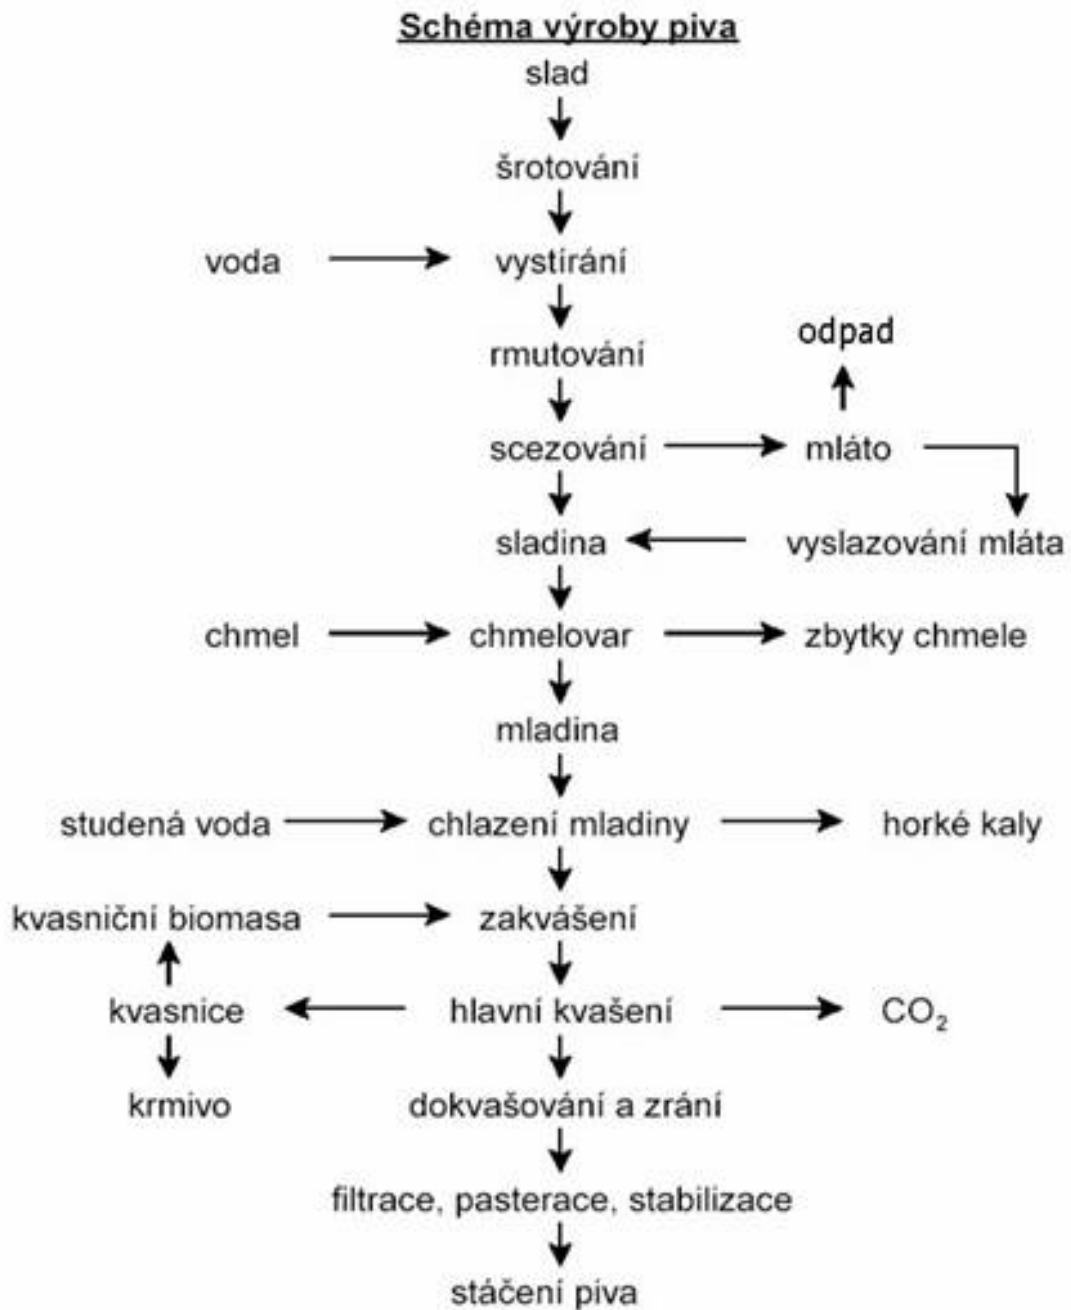 Schéma výroby piva
slad
šrotování
voda vystírání
odpad
rmutování
scezování mláto
sladina vyslazování mláta
chmel chmelovar zbytky chmele
mladina
studená voda chlazení mladiny horké kaly
kvasniční biomasa zakvášení
kvasnice hlavní kvašení CO₂
krmivo dokvašování a zrání
filtrace, pasterace, stabilizace
stáčení piva